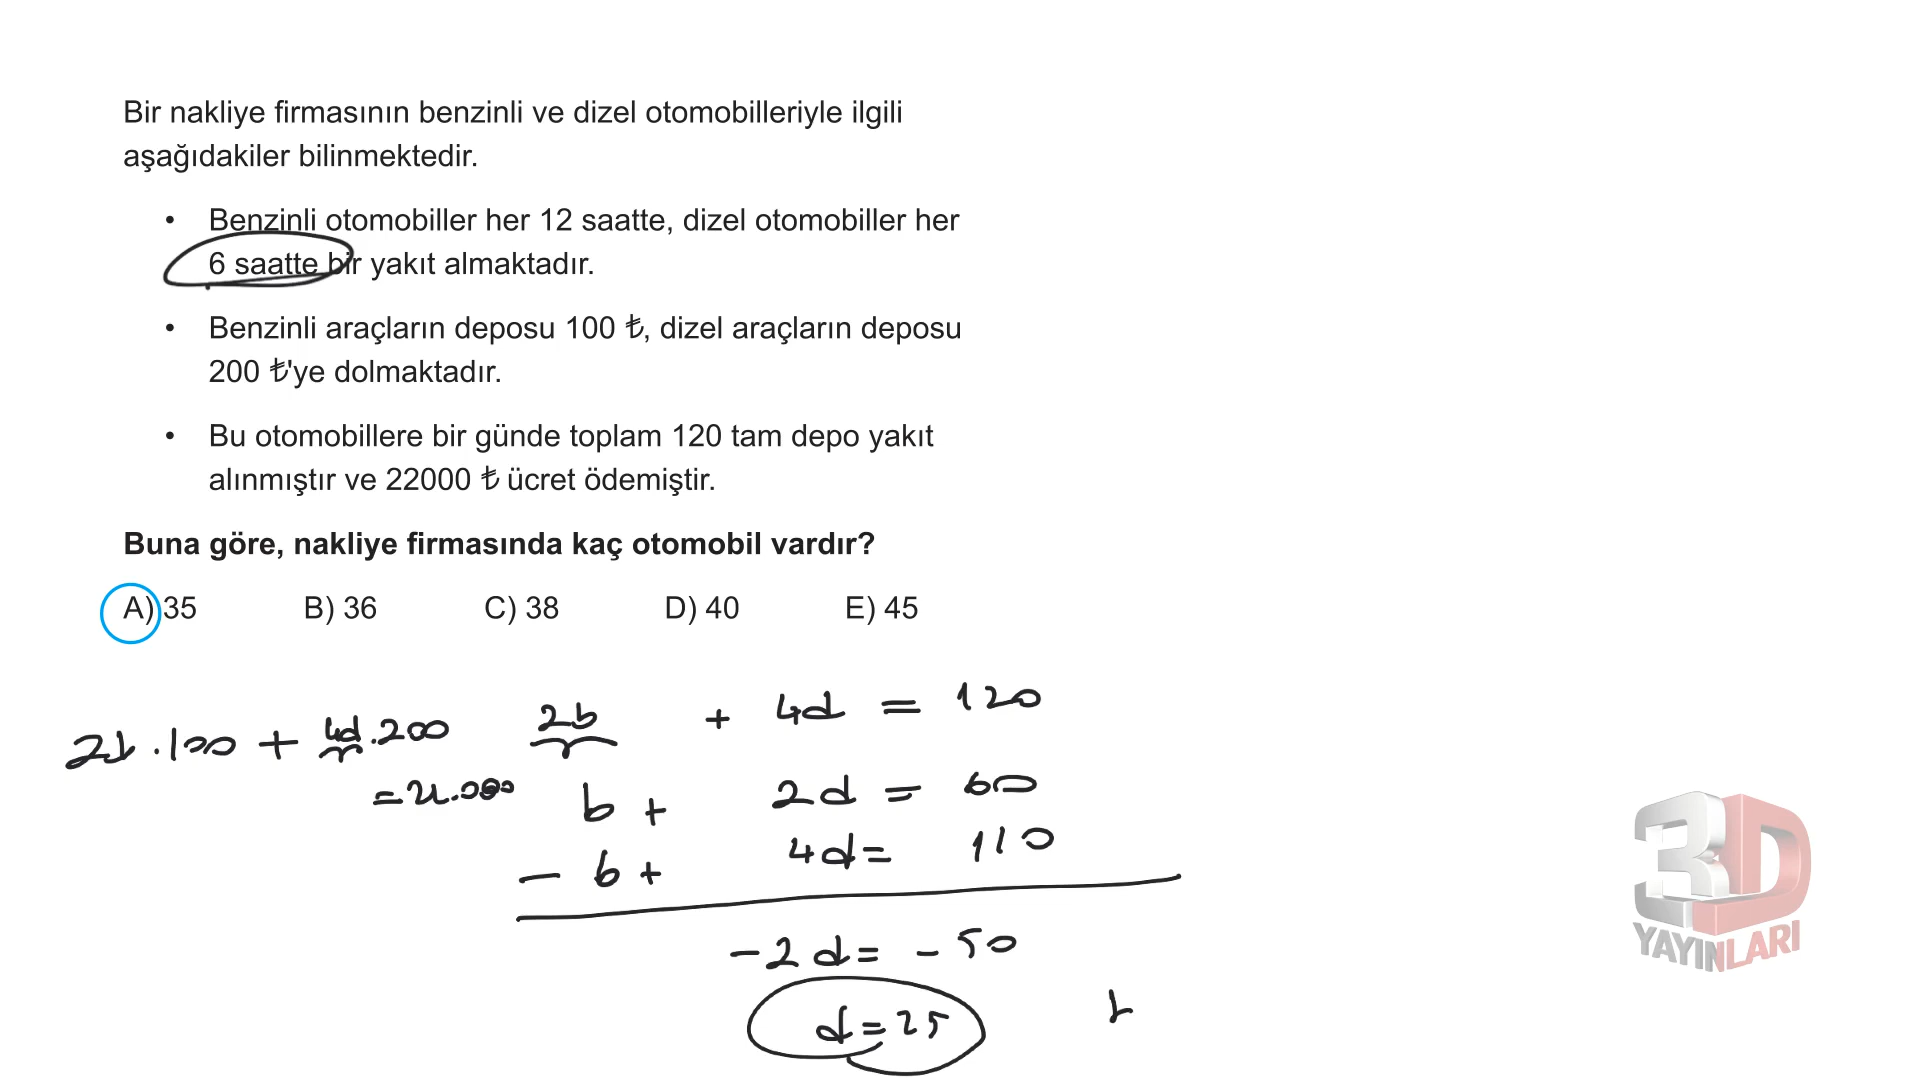 Bir nakliye firmasının benzinli ve dizel otomobilleriyle ilgili
aşağıdakiler bilinmektedir.
• Benzinli otomobiller her 12 saatte, dizel otomobiller her
6 saatte bir yakıt almaktadır.
• Benzinli araçların deposu 100 ₺, dizel araçların deposu
200 ₺'ye dolmaktadır.
• Bu otomobillere bir günde toplam 120 tam depo yakıt
alınmıştır ve 22000 ₺ ücret ödemiştir.
Buna göre, nakliye firmasında kaç otomobil vardır?
A) 35 B) 36 C) 38 D) 40 E) 45
2b.100 + 4d.200
= 22.000
2b + 4d = 120
b + 2d = 60
- b + 4d = 110
-2d = -50
d = 25
b
3D
YAYINLARI